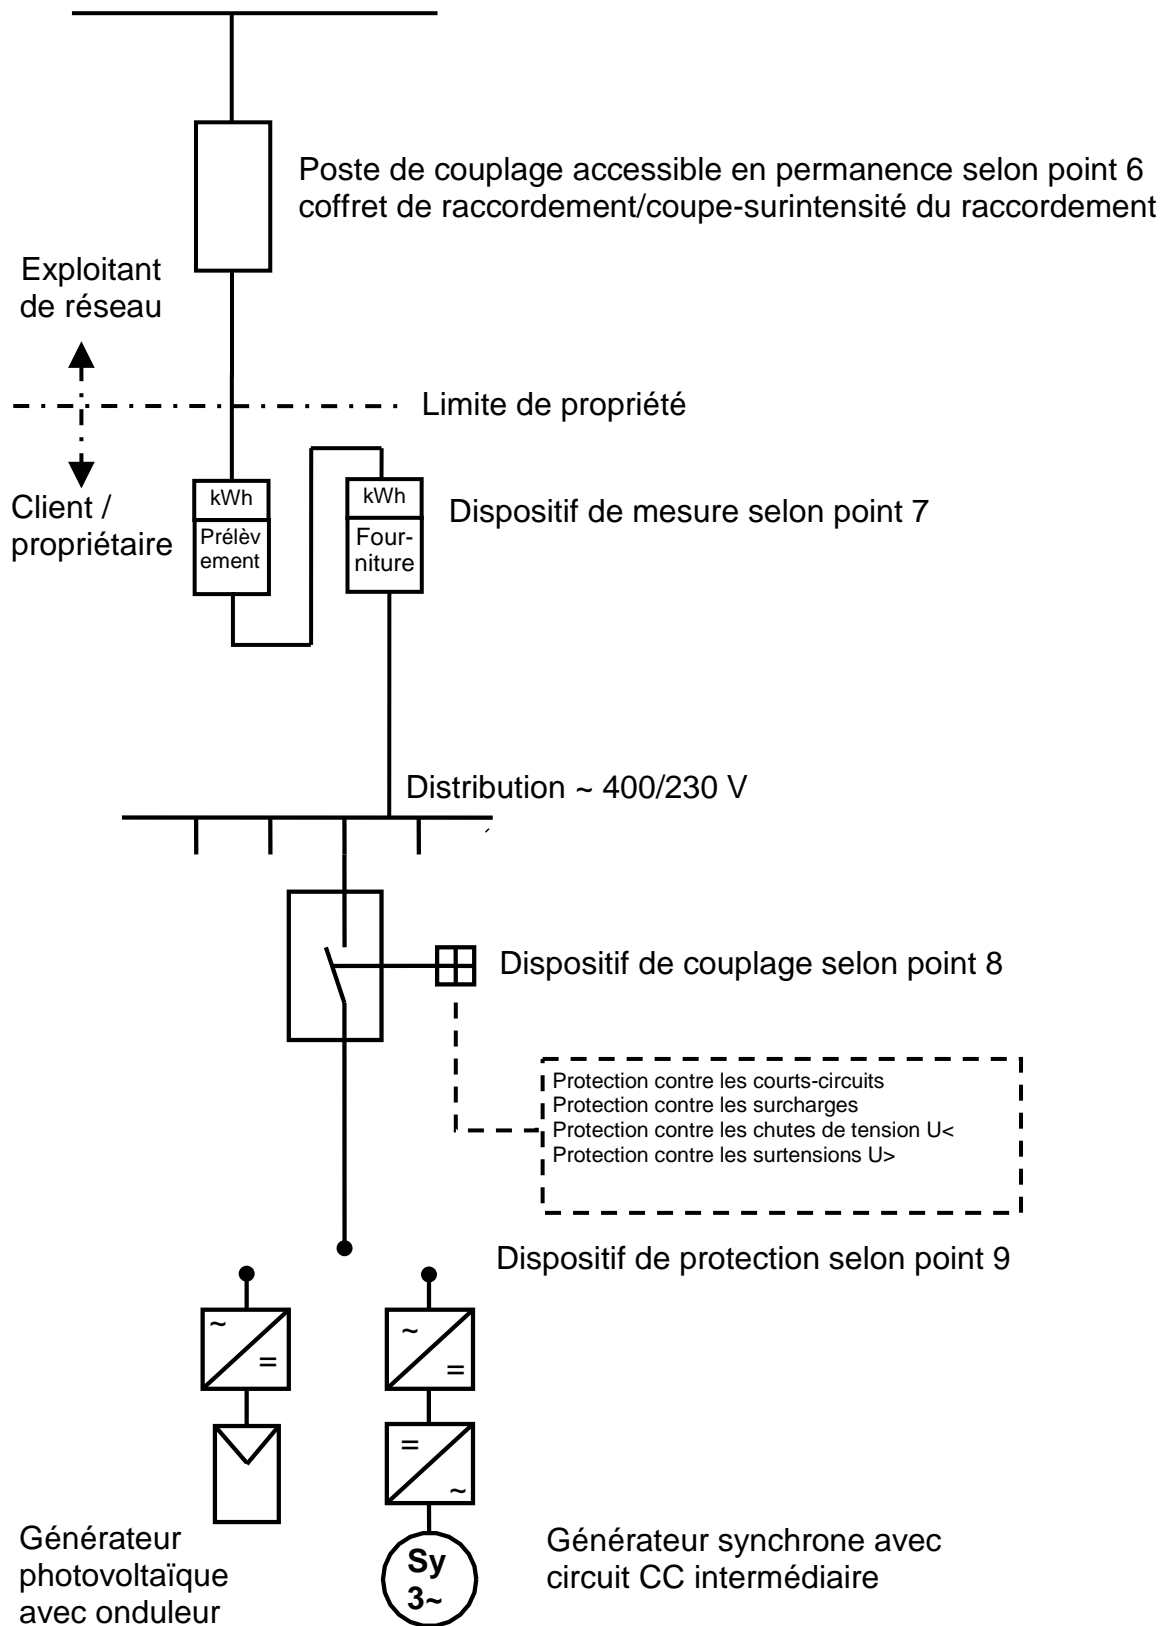 Poste de couplage accessible en permanence selon point 6
coffret de raccordement/coupe-surintensité du raccordement
Exploitant
de réseau
Limite de propriété
Client /
propriétaire
kWh
Prélèv
ement
kWh
Four-
niture
Dispositif de mesure selon point 7
Distribution ~ 400/230 V
Dispositif de couplage selon point 8
Protection contre les courts-circuits
Protection contre les surcharges
Protection contre les chutes de tension U<
Protection contre les surtensions U>
Dispositif de protection selon point 9
~
=
~
=
=
~
Sy
3~
Générateur
photovoltaïque
avec onduleur
Générateur synchrone avec
circuit CC intermédiaire